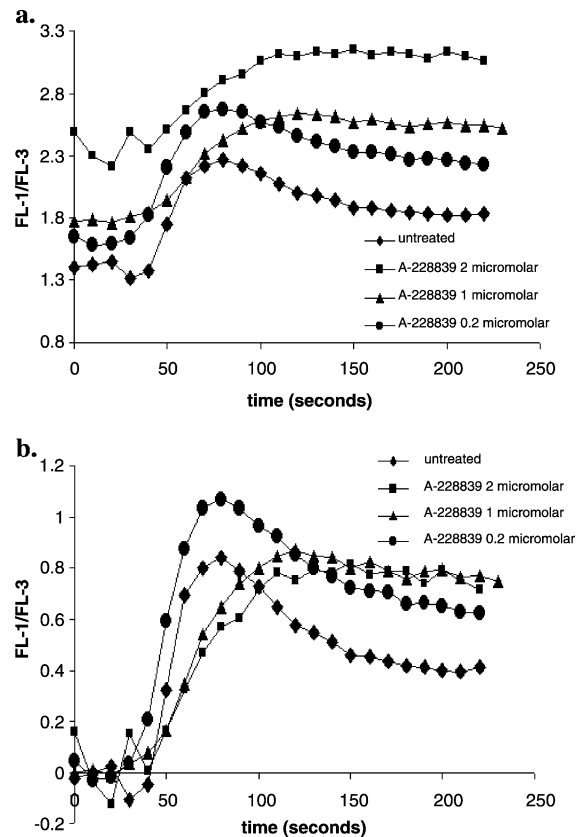 a.
3.3
2.8
2.3
1.8
1.3
0.8
FL-1/FL-3
untreated
A-228839 2 micromolar
A-228839 1 micromolar
A-228839 0.2 micromolar
0 50 100 150 200 250
time (seconds)
b.
1.2
1
0.8
0.6
0.4
0.2
0
-0.2
FL-1/FL-3
untreated
A-228839 2 micromolar
A-228839 1 micromolar
A-228839 0.2 micromolar
0 50 100 150 200 250
time (seconds)